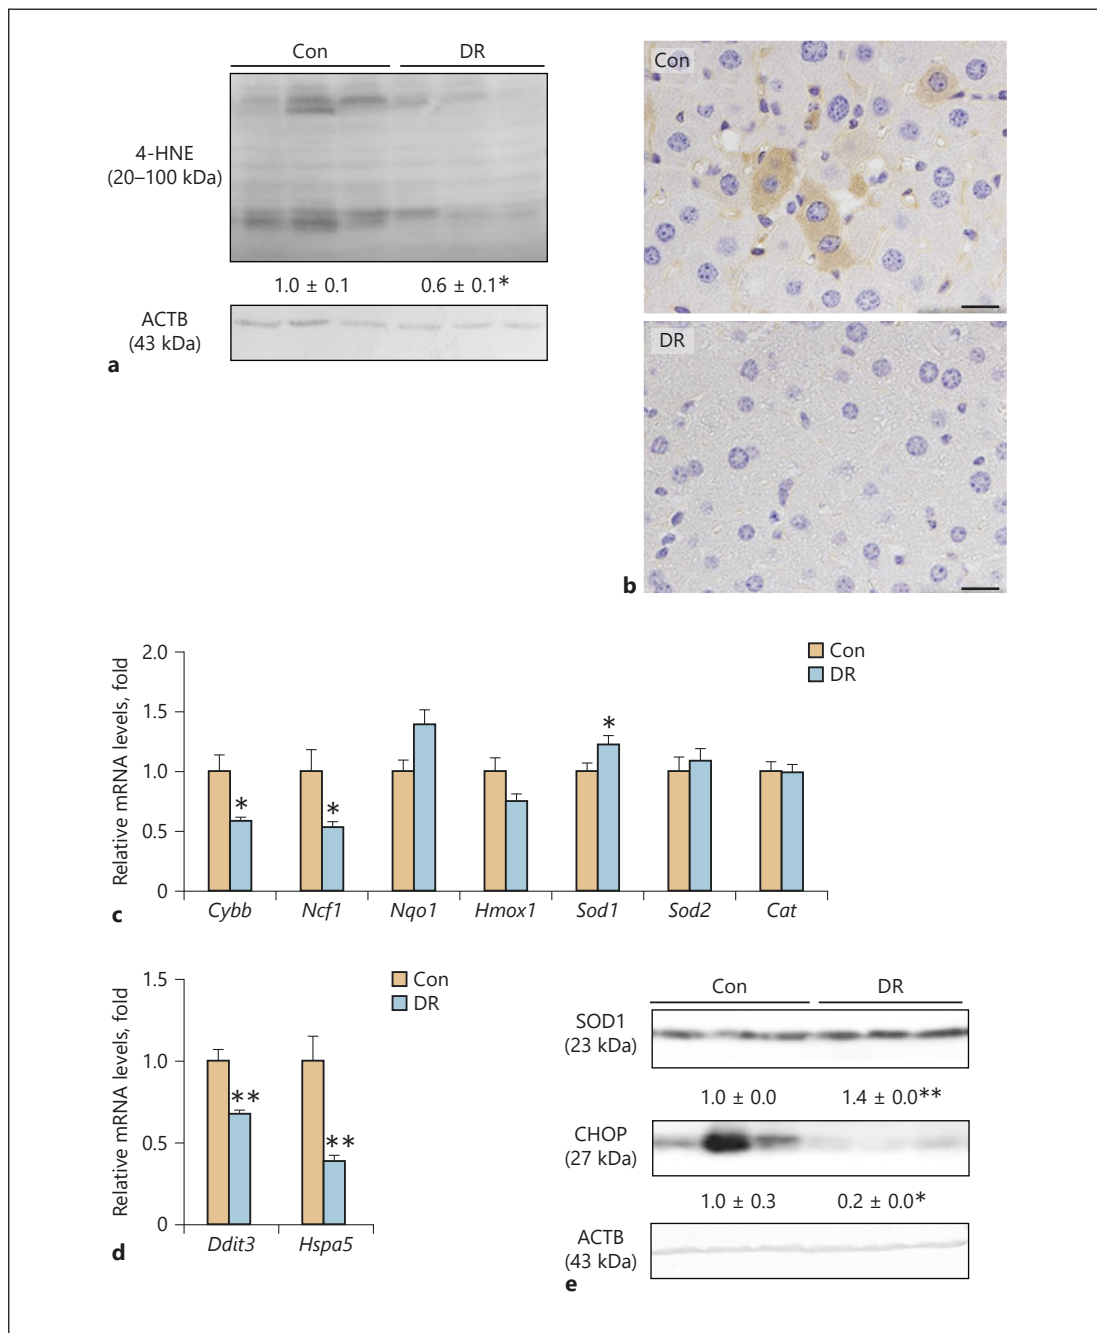 Con DR
4-HNE
(20–100 kDa)
1.0 ± 0.1 0.6 ± 0.1*
ACTB
(43 kDa)
a
Con
DR
b
Relative mRNA levels, fold
2.0
1.5
1.0
0.5
0
Con
DR
*
*
*
Cybb Ncf1 Nqo1 Hmox1 Sod1 Sod2 Cat
c
Relative mRNA levels, fold
1.5
1.0
0.5
0
Con
DR
**
**
Ddit3 Hspa5
d
Con DR
SOD1
(23 kDa)
1.0 ± 0.0 1.4 ± 0.0**
CHOP
(27 kDa)
1.0 ± 0.3 0.2 ± 0.0*
ACTB
(43 kDa)
e